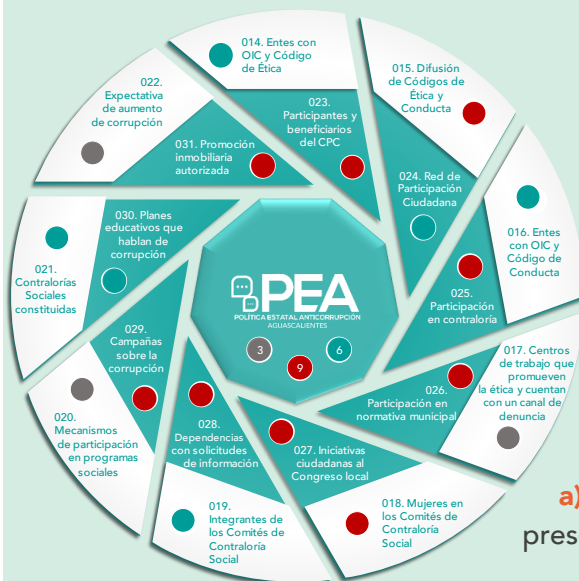 014. Entes con
OIC y Código
de Ética
015. Difusión
de Códigos de
Ética y
Conducta
016. Entes
con OIC y
Código de
Conducta
017. Centros
de trabajo que
promueven
la ética y cuentan
con un canal de
denuncia
018. Mujeres en
los Comités de
Contraloría
Social
019.
Integrantes de
los Comités de
Contraloría
Social
020.
Mecanismos
de participación
en programas
sociales
021.
Contralorías
Sociales
constituidas
022.
Expectativa
de aumento
de corrupción
023.
Participantes y
beneficiarios
del CPC
024. Red de
Participación
Ciudadana
025.
Participación
en contraloría
026.
Participación en
normativa municipal
027. Iniciativas
ciudadanas al
Congreso local
028.
Dependencias
con solicitudes
de información
029.
Campañas
sobre la
corrupción
030. Planes
educativos que
hablan de
corrupción
031. Promoción
inmobiliaria
autorizada
PEA
POLÍTICA ESTATAL ANTICORRUPCIÓN
AGUASCALIENTES
3
9
6
a)
pres